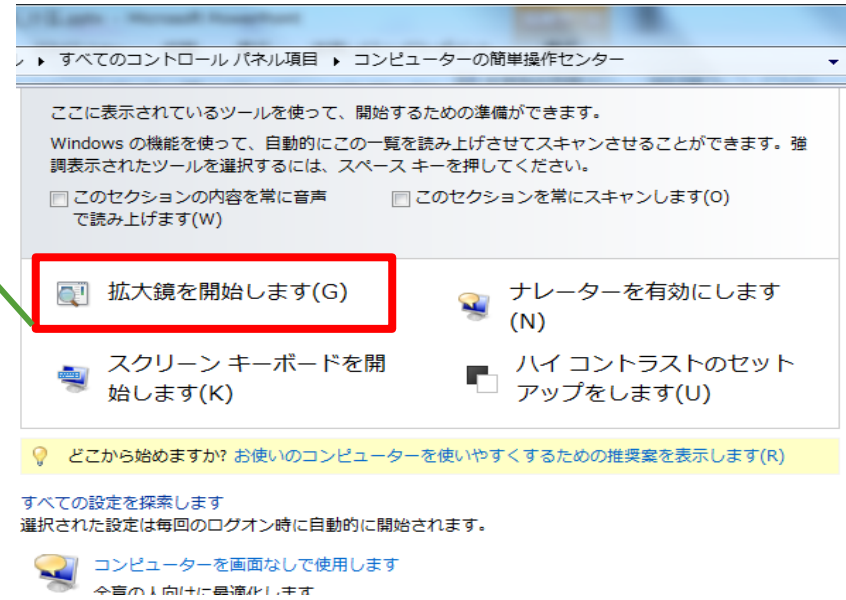 すべてのコントロール パネル項目 ▸ コンピューターの簡単操作センター
ここに表示されているツールを使って、開始するための準備ができます。
Windows の機能を使って、自動的にこの一覧を読み上げさせてスキャンさせることができます。強
調表示されたツールを選択するには、スペース キーを押してください。
このセクションの内容を常に音声
で読み上げます(W)
このセクションを常にスキャンします(O)
拡大鏡を開始します(G)
ナレーターを有効にします
(N)
スクリーン キーボードを開
始します(K)
ハイ コントラストのセット
アップをします(U)
どこから始めますか? お使いのコンピューターを使いやすくするための推奨案を表示します(R)
すべての設定を探索します
選択された設定は毎回のログオン時に自動的に開始されます。
コンピューターを画面なしで使用します
全盲の人向けに最適化します